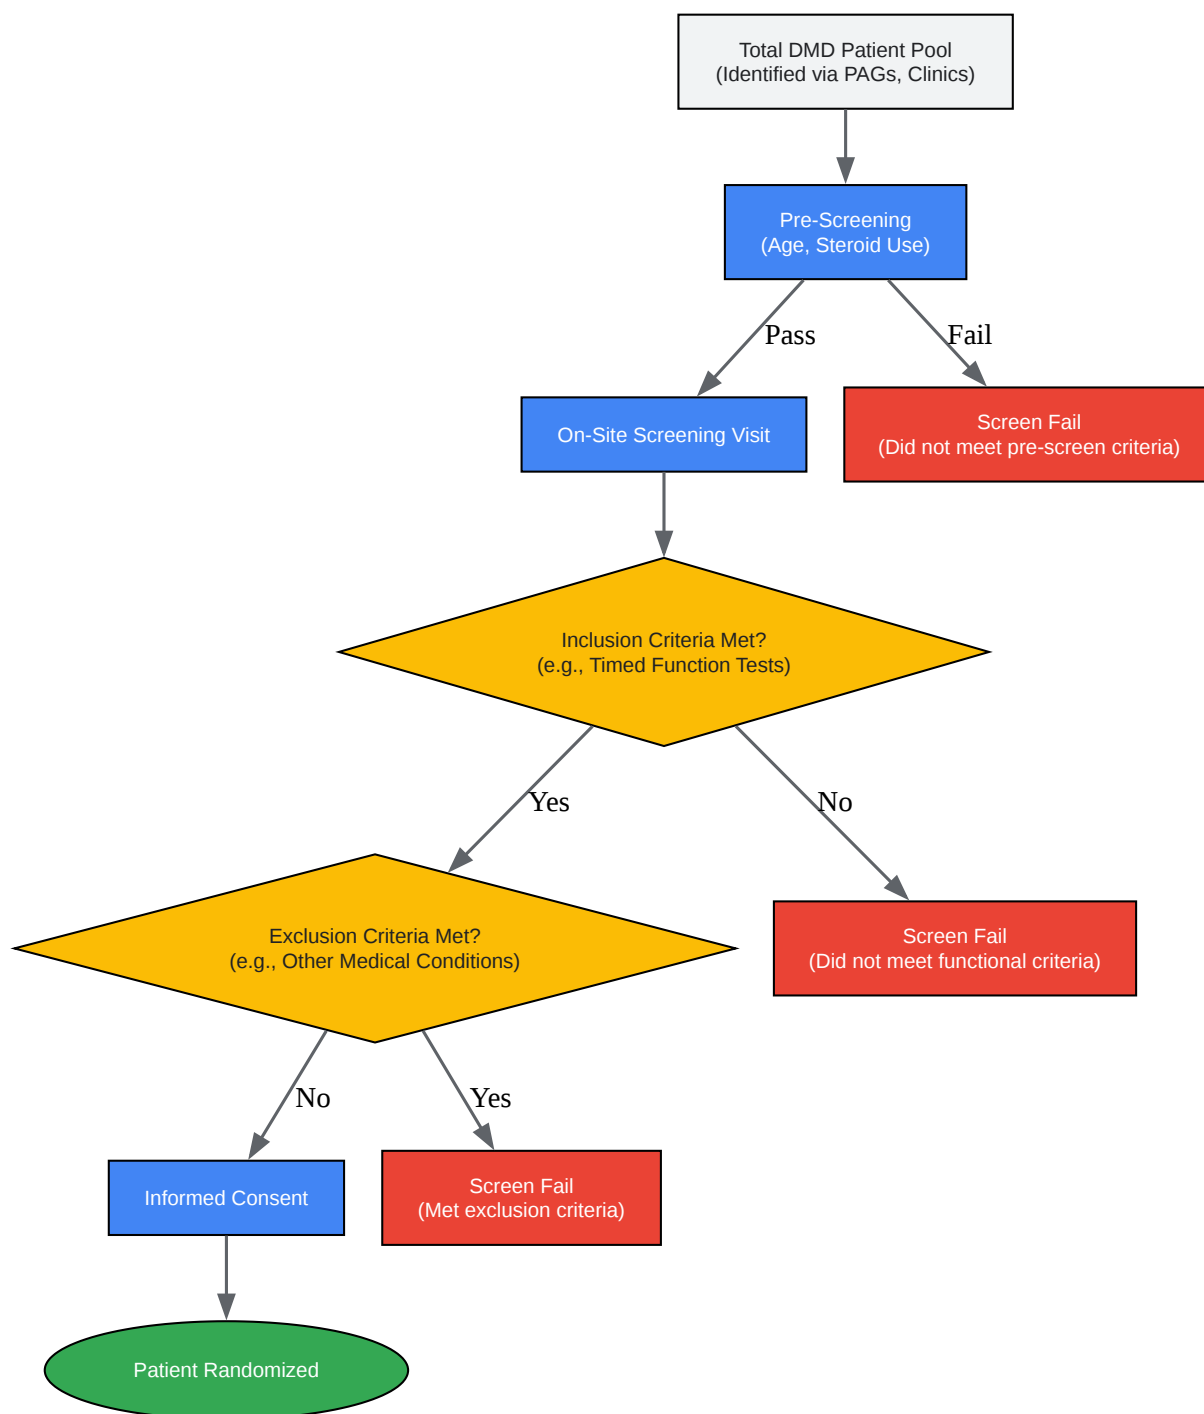 Total DMD Patient Pool
(Identified via PAGs, Clinics)
Pre-Screening
(Age, Steroid Use)
Pass
Fail
On-Site Screening Visit
Screen Fail
(Did not meet pre-screen criteria)
Inclusion Criteria Met?
(e.g., Timed Function Tests)
Yes
No
Exclusion Criteria Met?
(e.g., Other Medical Conditions)
Screen Fail
(Did not meet functional criteria)
No
Yes
Informed Consent
Screen Fail
(Met exclusion criteria)
Patient Randomized